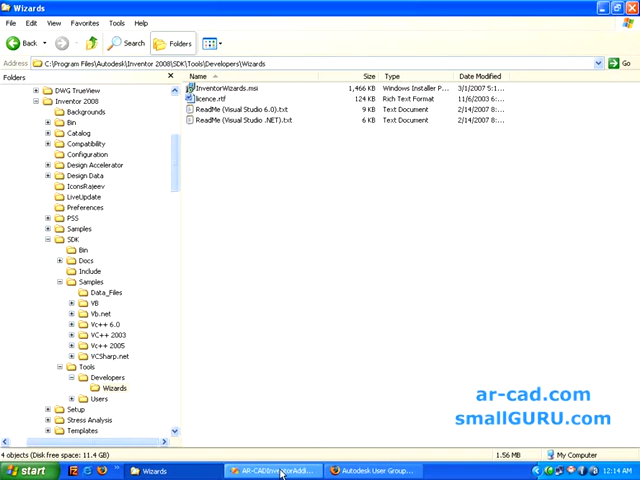 Wizards
File Edit View Favorites Tools Help
Back Search Folders
Address C:\Program Files\Autodesk\Inventor 2008\SDK\Tools\Developers\Wizards Go
Folders
Name Size Type Date Modified
DWG TrueView
Inventor 2008
Backgrounds
Bin
Catalog
Compatibility
Configuration
Design Accelerator
Design Data
IconsRajeev
LiveUpdate
Preferences
PSS
Samples
SDK
Bin
Docs
Include
Samples
Data_Files
VB
Vb.net
Vc++ 6.0
VC++ 2003
Vc++ 2005
VCSharp.net
Tools
Developers
Wizards
Users
Setup
Stress Analysis
Templates
InventorWizards.msi 1,466 KB Windows Installer P... 3/1/2007 5:1...
licence.rtf 124 KB Rich Text Format 11/6/2003 6:...
ReadMe (Visual Studio 6.0).txt 9 KB Text Document 2/14/2007 8:...
ReadMe (Visual Studio .NET).txt 6 KB Text Document 2/14/2007 8:...
ar-cad.com
smallGURU.com
4 objects (Disk free space: 11.4 GB) 1.56 MB My Computer
start Wizards AR-CADInventorAddI... Autodesk User Group... 12:14 AM